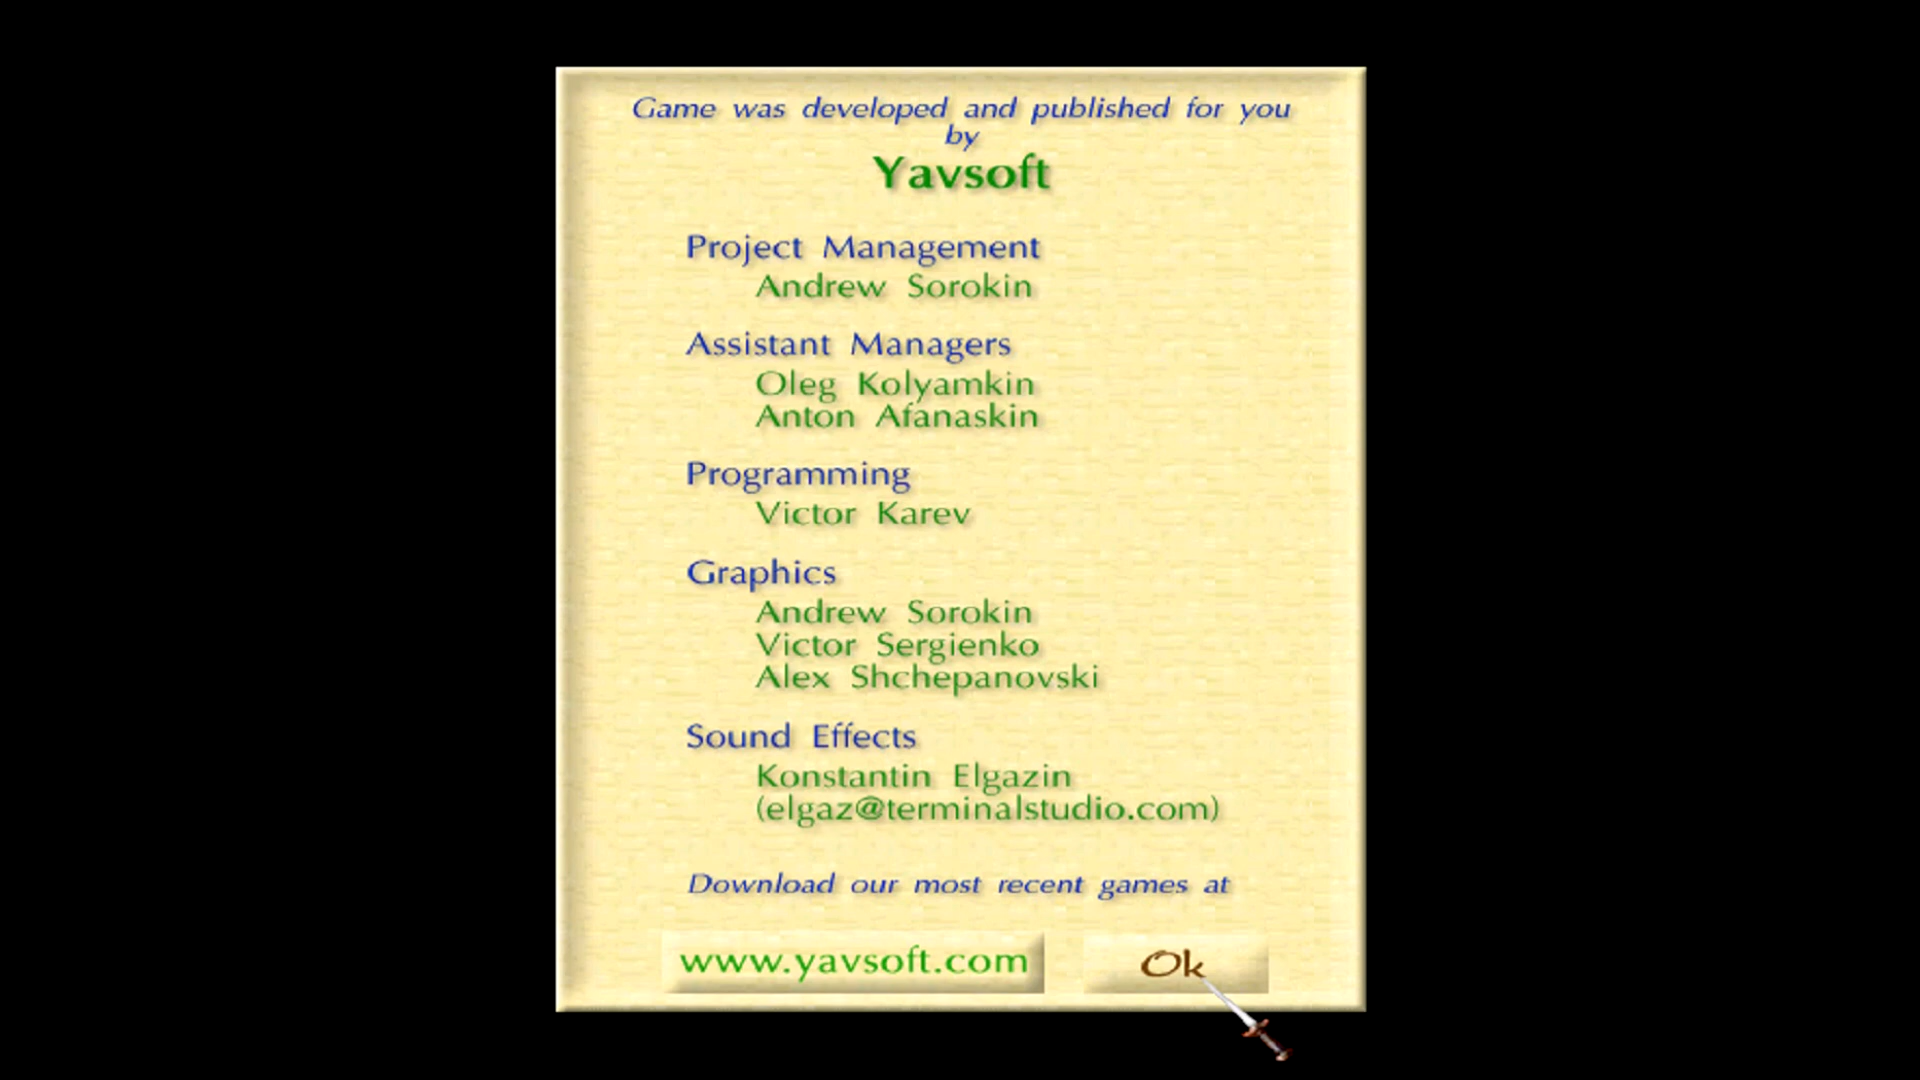 Game was developed and published for you
by
Yavsoft
Project Management
Andrew Sorokin
Assistant Managers
Oleg Kolyamkin
Anton Afanaskin
Programming
Victor Karev
Graphics
Andrew Sorokin
Victor Sergienko
Alex Shchepanovski
Sound Effects
Konstantin Elgazin
(elgaz@terminalstudio.com)
Download our most recent games at
www.yavsoft.com
Ok